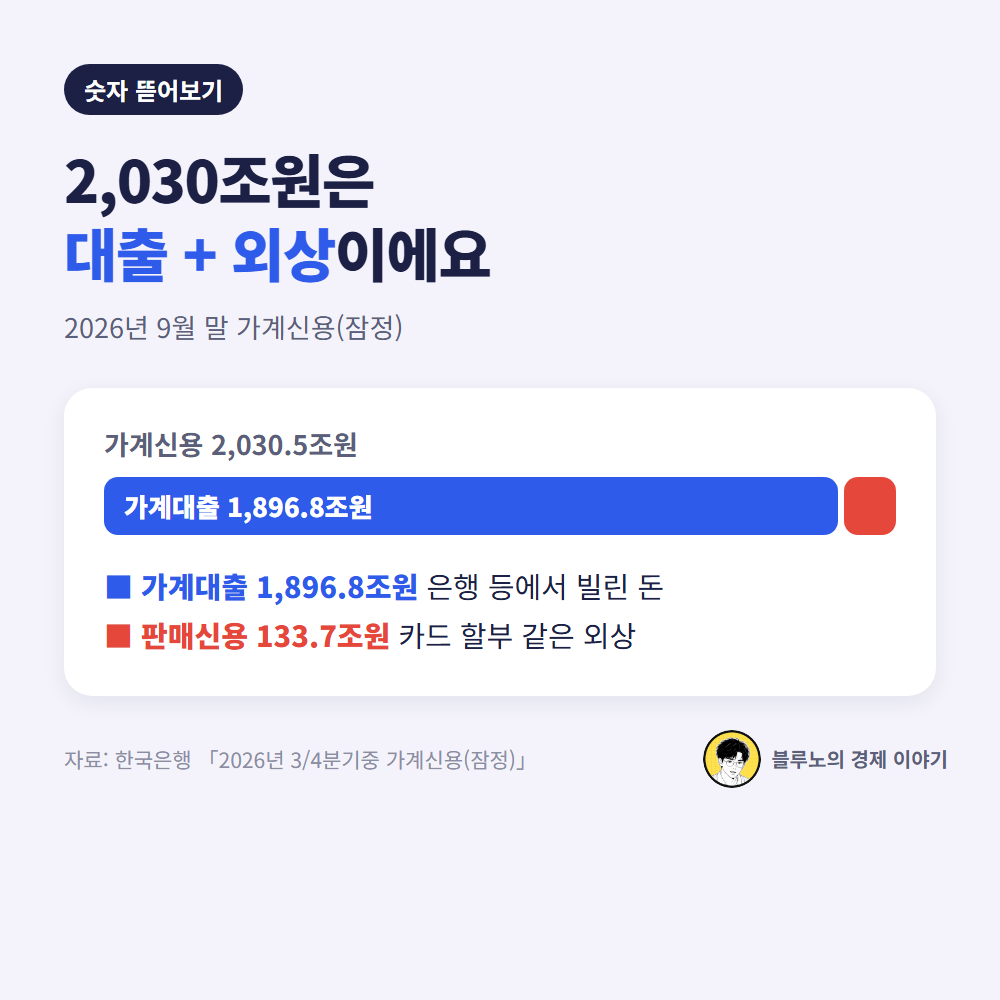 숫자 뜯어보기
2,030조원은
대출 + 외상이에요
2026년 9월 말 가계신용(잠정)
가계신용 2,030.5조원
가계대출 1,896.8조원
■ 가계대출 1,896.8조원 은행 등에서 빌린 돈
■ 판매신용 133.7조원 카드 할부 같은 외상
자료: 한국은행 「2026년 3/4분기중 가계신용(잠정)」
블루노의 경제 이야기